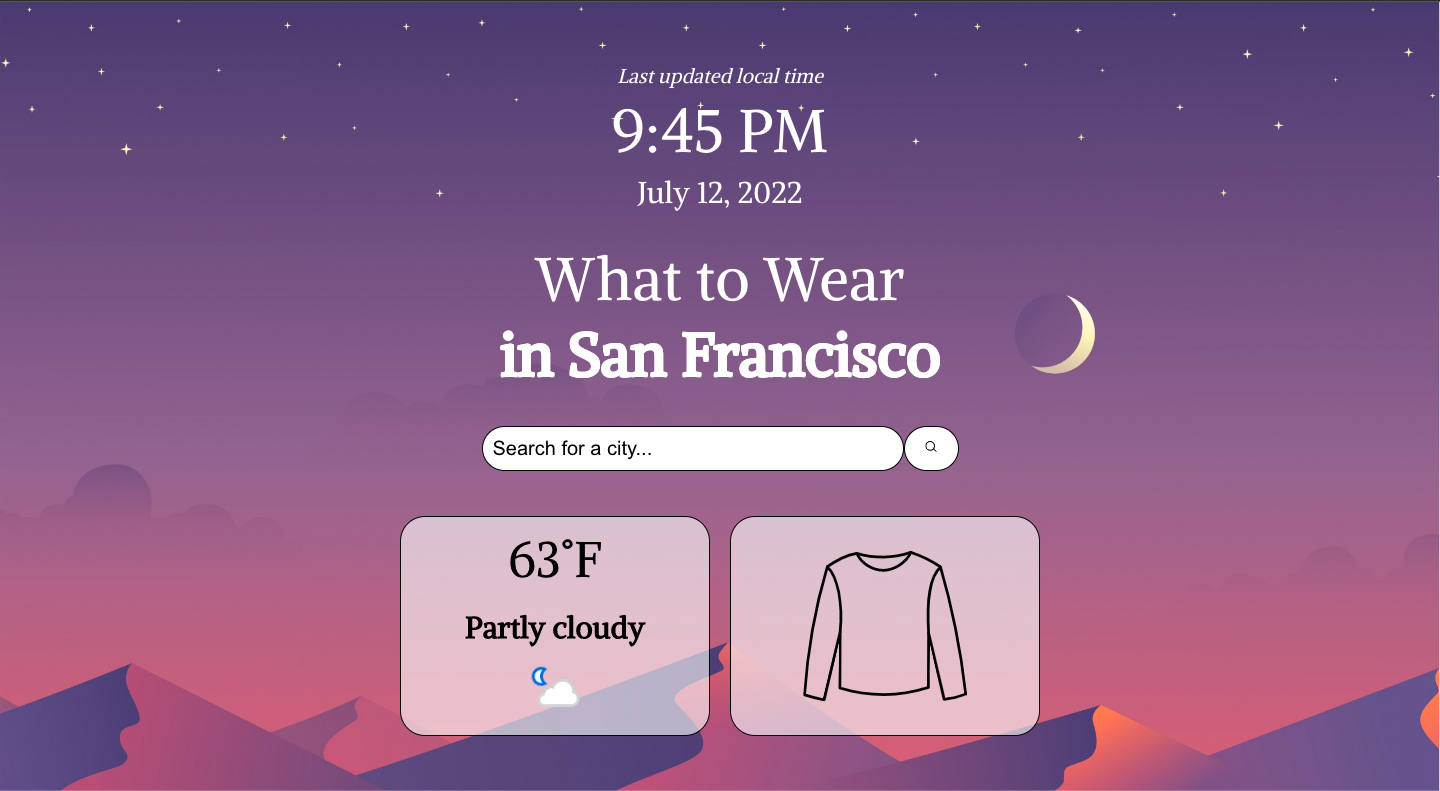 Last updated local time
9:45 PM
July 12, 2022
What to Wear
in San Francisco
Search for a city...
63°F
Partly cloudy